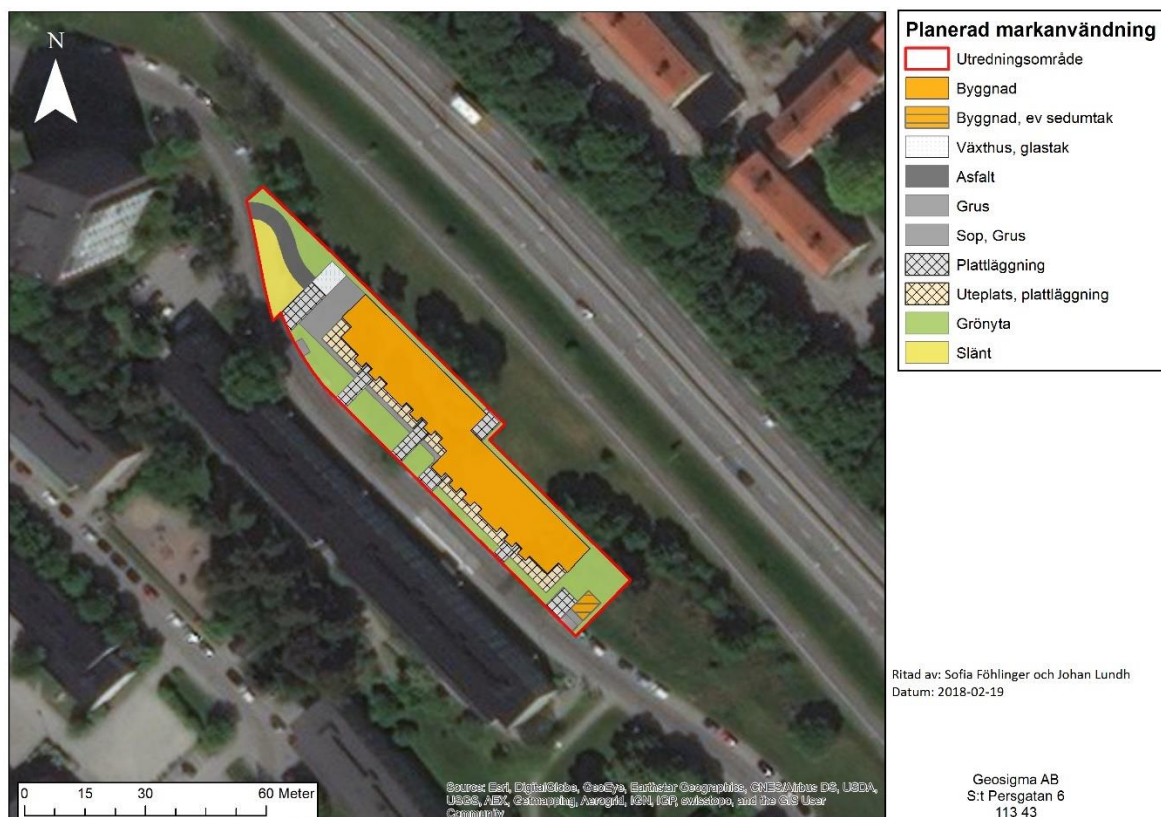 N
Planerad markanvändning
Utredningsområde
Byggnad
Byggnad, ev sedumtak
Växthus, glastak
Asfalt
Grus
Sop, Grus
Plattläggning
Uteplats, plattläggning
Grönyta
Slänt
Ritad av: Sofia Föhlinger och Johan Lundh
Datum: 2018-02-19
0 15 30 60 Meter
Source: Esri, DigitalGlobe, GeoEye, Earthstar Geographics, CNES/Airbus DS, USDA,
USGS, AEX, Getmapping, Aerogrid, IGN, IGP, swisstopo, and the GIS User
Community
Geosigma AB
S:t Persgatan 6
113 43